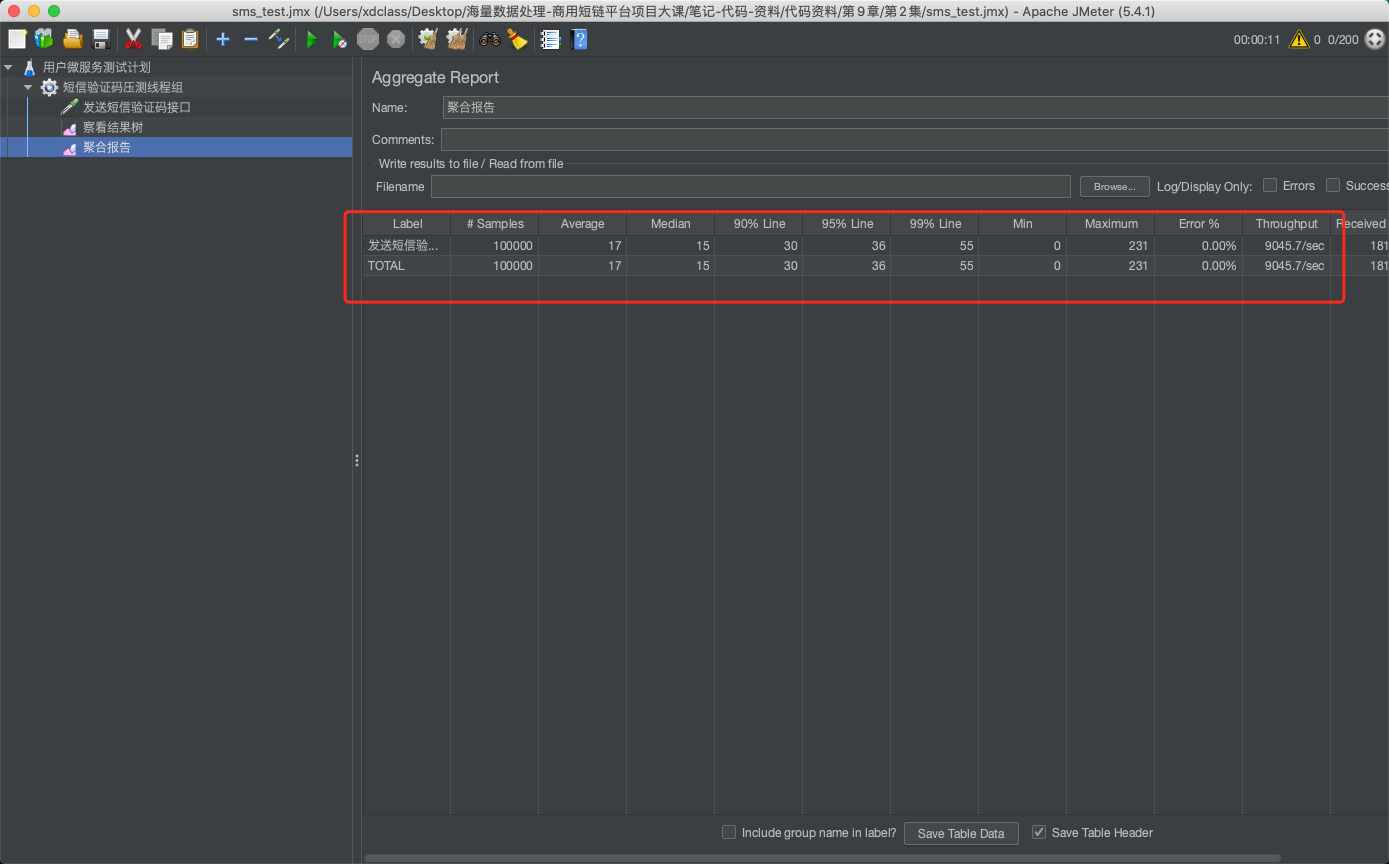 sms_test.jmx (/Users/xdclass/Desktop/海量数据处理-商用短链平台项目大课/笔记-代码-资料/代码资料/第9章/第2集/sms_test.jmx) - Apache JMeter (5.4.1)
STOP 00:00:11 0 0/200
用户微服务测试计划
短信验证码压测线程组
发送短信验证码接口
察看结果树
聚合报告
Aggregate Report
Name: 聚合报告
Comments:
Write results to file / Read from file
Filename Browse... Log/Display Only: Errors Success
Label # Samples Average Median 90% Line 95% Line 99% Line Min Maximum Error % Throughput Received
发送短信验... 100000 17 15 30 36 55 0 231 0.00% 9045.7/sec 181
TOTAL 100000 17 15 30 36 55 0 231 0.00% 9045.7/sec 181
Include group name in label? Save Table Data Save Table Header